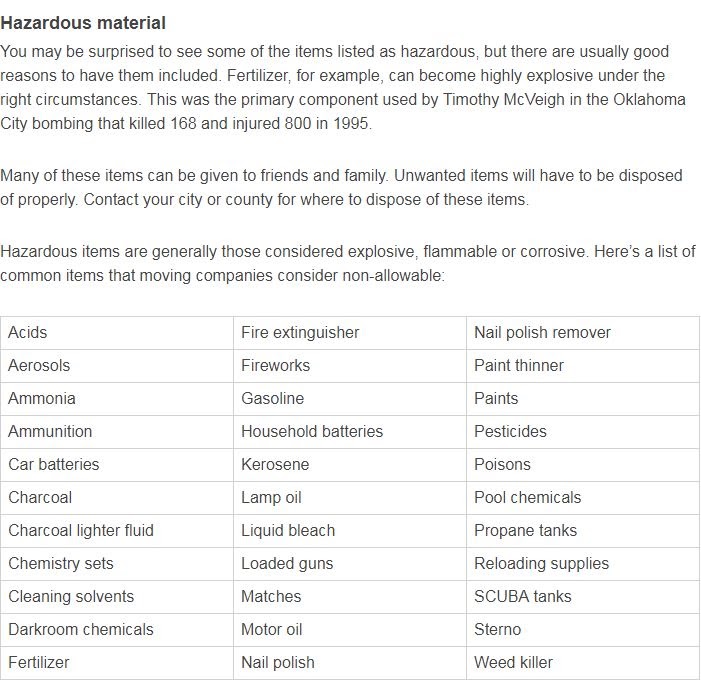 Hazardous material
You may be surprised to see some of the items listed as hazardous, but there are usually good
reasons to have them included. Fertilizer, for example, can become highly explosive under the
right circumstances. This was the primary component used by Timothy McVeigh in the Oklahoma
City bombing that killed 168 and injured 800 in 1995.
Many of these items can be given to friends and family. Unwanted items will have to be disposed
of properly. Contact your city or county for where to dispose of these items.
Hazardous items are generally those considered explosive, flammable or corrosive. Here’s a list of
common items that moving companies consider non-allowable:
Acids Fire extinguisher Nail polish remover
Aerosols Fireworks Paint thinner
Ammonia Gasoline Paints
Ammunition Household batteries Pesticides
Car batteries Kerosene Poisons
Charcoal Lamp oil Pool chemicals
Charcoal lighter fluid Liquid bleach Propane tanks
Chemistry sets Loaded guns Reloading supplies
Cleaning solvents Matches SCUBA tanks
Darkroom chemicals Motor oil Sterno
Fertilizer Nail polish Weed killer